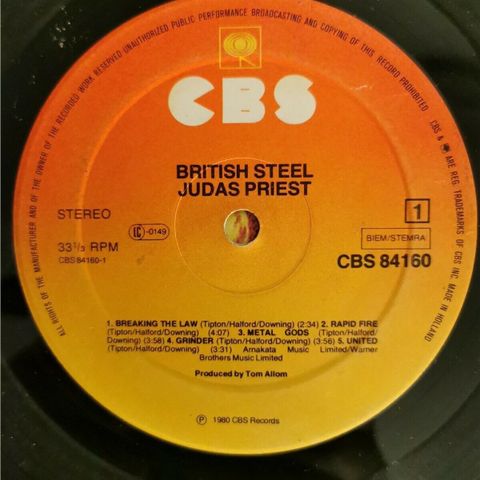 ALL RIGHTS OF THE MANUFACTURER AND OF THE OWNER OF THE RECORDED WORK RESERVED UNAUTHORIZED PUBLIC PERFORMANCE BROADCASTING AND COPYING OF THIS RECORD PROHIBITED
CBS & ARE REG. TRADEMARKS OF CBS INC. MADE IN HOLLAND
CBS
BRITISH STEEL
JUDAS PRIEST
STEREO
LC -0149
1
33⅓ RPM
BIEM/STEMRA
CBS 84160-1
CBS 84160
1. BREAKING THE LAW (Tipton/Halford/Downing) (2:34) 2. RAPID FIRE
(Tipton/Halford/Downing) (4:07) 3. METAL GODS (Tipton/Halford/
Downing) (3:58) 4. GRINDER (Tipton/Halford/Downing) (3:56) 5. UNITED
(Tipton/Halford/Downing) (3:31) Arnakata Music Limited/Warner
Brothers Music Limited
Produced by Tom Allom
℗ 1980 CBS Records